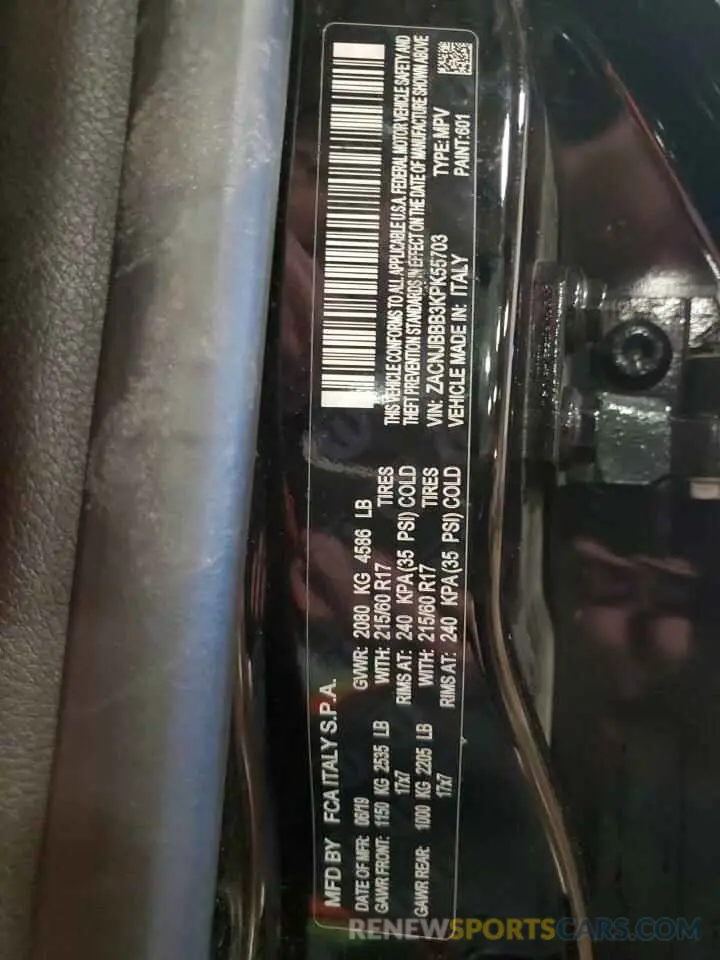 MFD BY FCA ITALY S.P.A.
DATE OF MFR: 06/19 GVWR: 2080 KG 4586 LB
GAWR FRONT: 1150 KG 2535 LB WITH: 215/60 R17 TIRES
17x7 RIMS AT: 240 KPA(35 PSI) COLD
GAWR REAR: 1000 KG 2205 LB WITH: 215/60 R17 TIRES
17x7 RIMS AT: 240 KPA(35 PSI) COLD
THIS VEHICLE CONFORMS TO ALL APPLICABLE U.S.A. FEDERAL MOTOR VEHICLE SAFETY AND
THEFT PREVENTION STANDARDS IN EFFECT ON THE DATE OF MANUFACTURE SHOWN ABOVE
VIN: ZACNJBBB3KPK55703 TYPE: MPV
VEHICLE MADE IN: ITALY PAINT:601
RENEWSPORTSCARS.COM